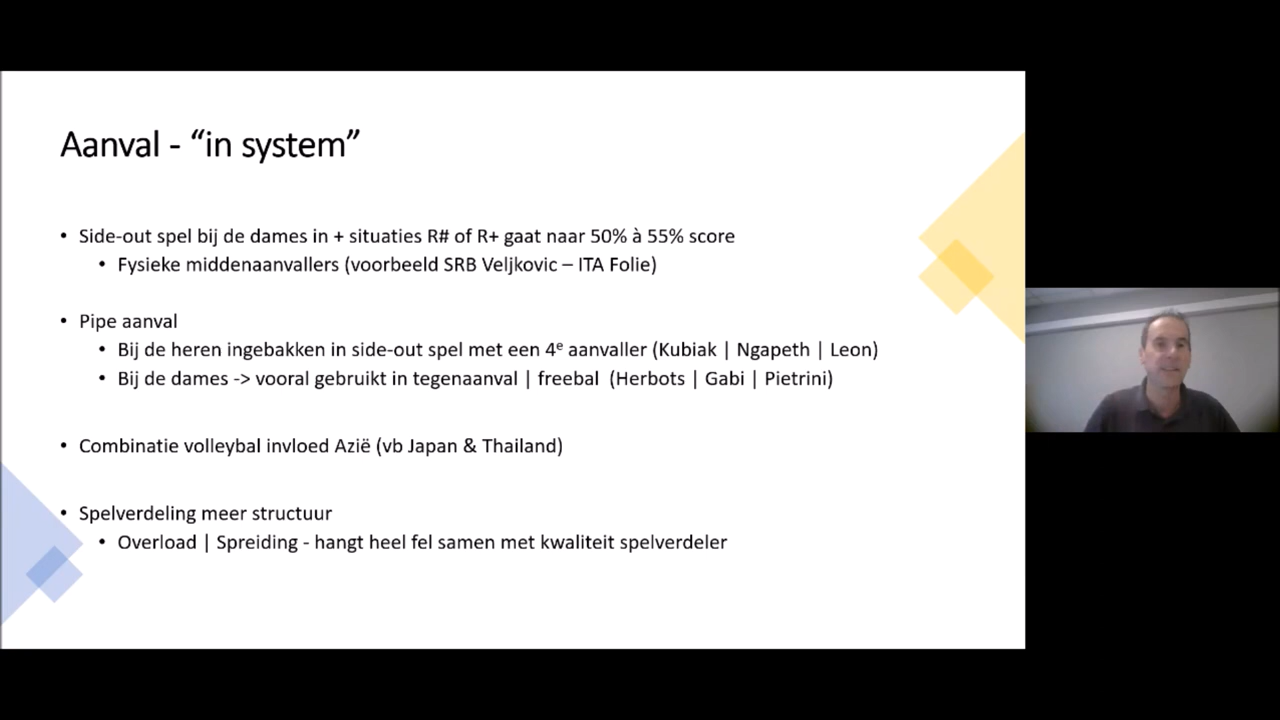 Aanval - “in system”
• Side-out spel bij de dames in + situaties R# of R+ gaat naar 50% à 55% score
• Fysieke middenaanvallers (voorbeeld SRB Veljkovic – ITA Folie)
• Pipe aanval
• Bij de heren ingebakken in side-out spel met een 4ᵉ aanvaller (Kubiak | Ngapeth | Leon)
• Bij de dames -> vooral gebruikt in tegenaanval | freebal (Herbots | Gabi | Pietrini)
• Combinatie volleybal invloed Azië (vb Japan & Thailand)
• Spelverdeling meer structuur
• Overload | Spreiding - hangt heel fel samen met kwaliteit spelverdeler